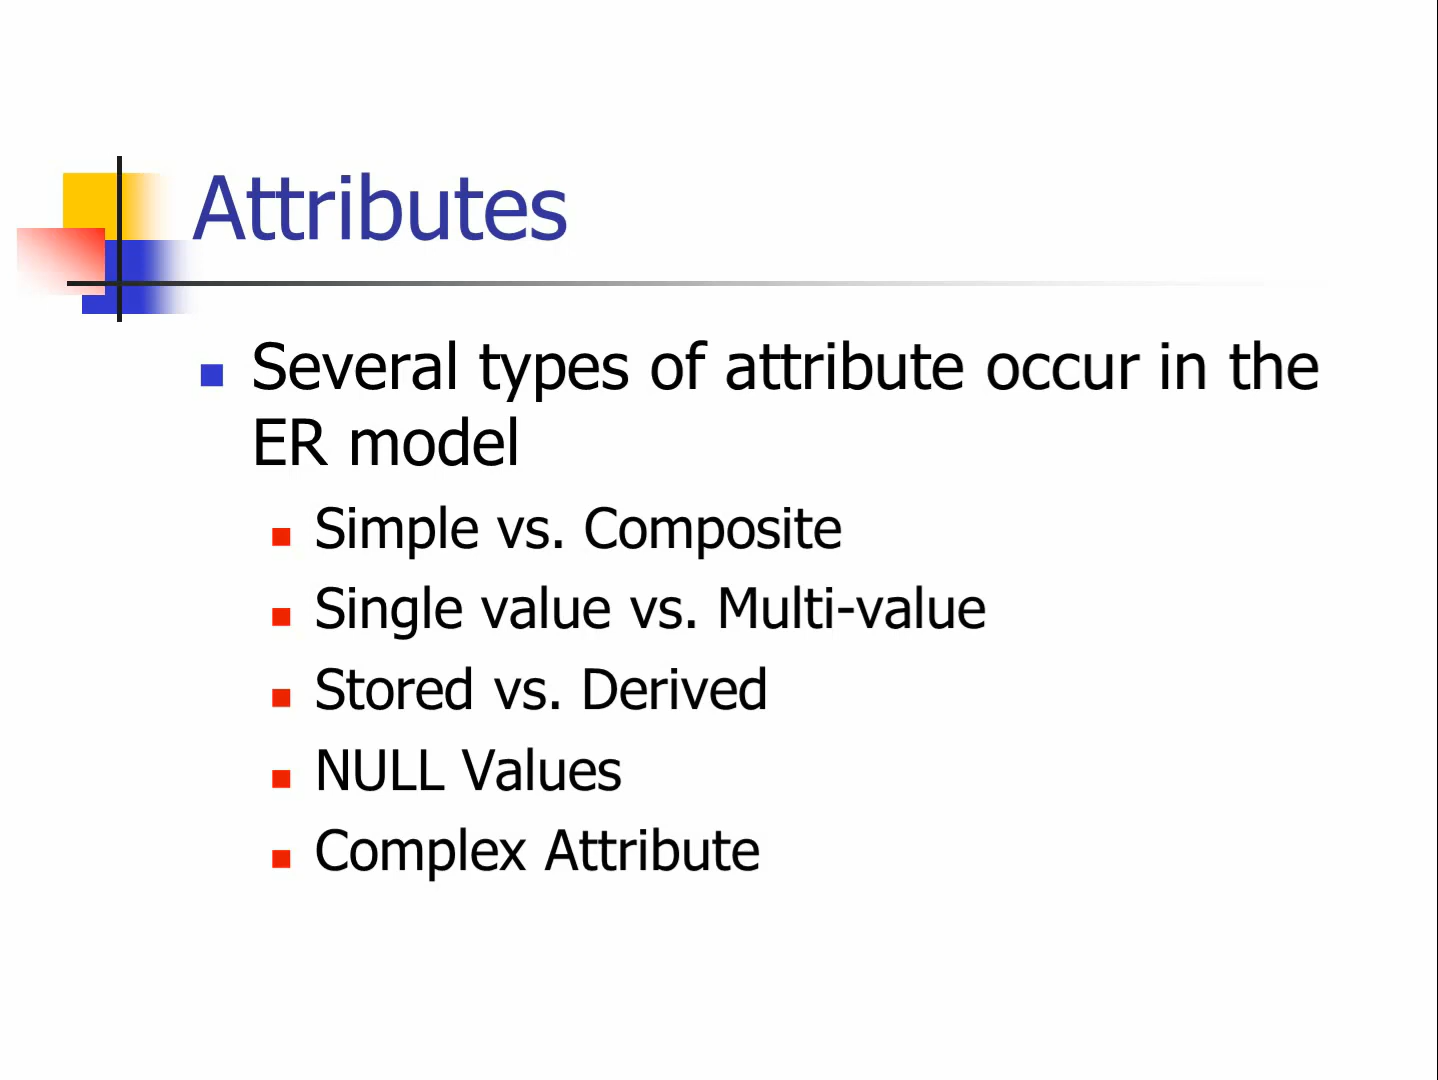 Attributes
Several types of attribute occur in the
ER model
Simple vs. Composite
Single value vs. Multi-value
Stored vs. Derived
NULL Values
Complex Attribute